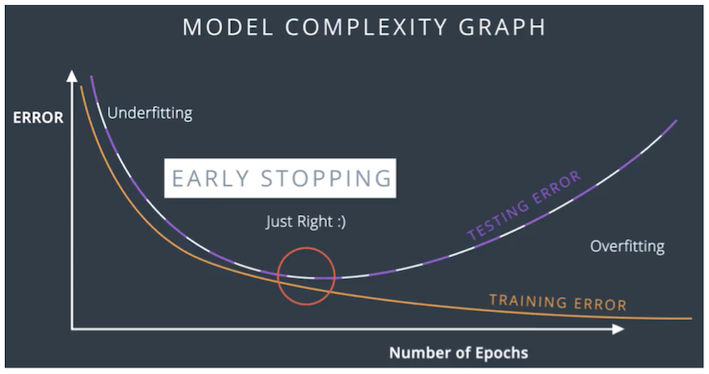 MODEL COMPLEXITY GRAPH
ERROR
Underfitting
EARLY STOPPING
Just Right :)
TESTING ERROR
Overfitting
TRAINING ERROR
Number of Epochs